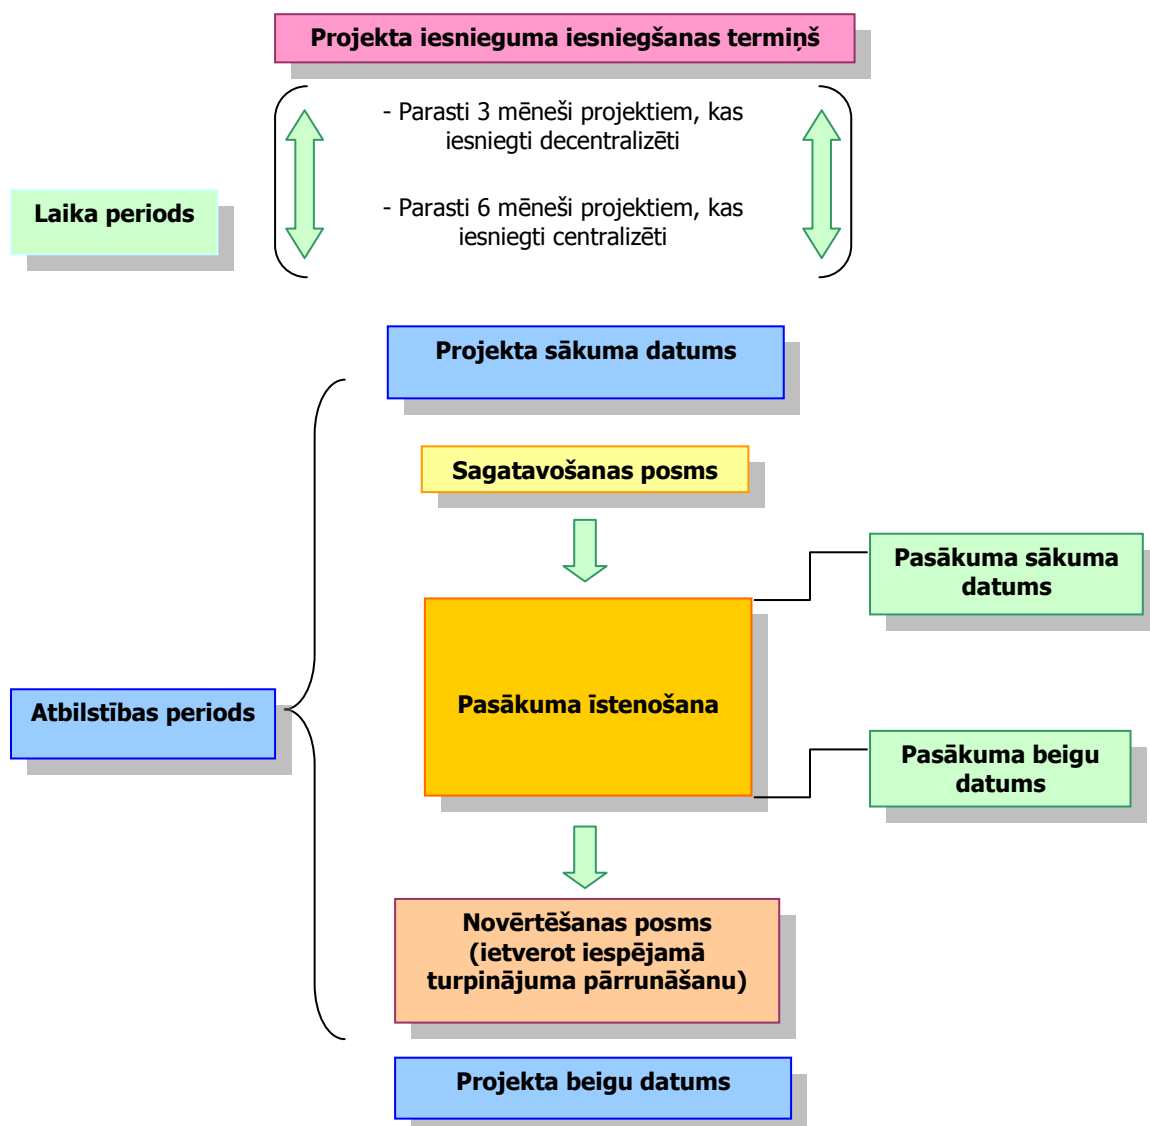 Projekta iesnieguma iesniegšanas termiņš
- Parasti 3 mēneši projektiem, kas
iesniegti decentralizēti
Laika periods
- Parasti 6 mēneši projektiem, kas
iesniegti centralizēti
Projekta sākuma datums
Sagatavošanas posms
Pasākuma sākuma
datums
Atbilstības periods
Pasākuma īstenošana
Pasākuma beigu
datums
Novērtēšanas posms
(ietverot iespējamā
turpinājuma pārrunāšanu)
Projekta beigu datums